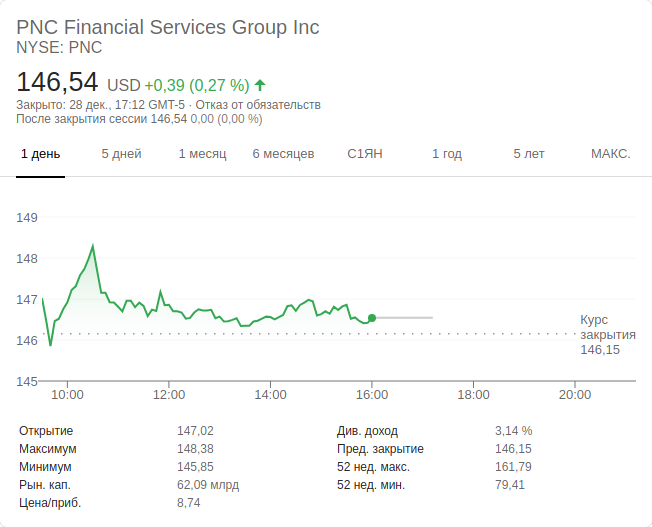 PNC Financial Services Group Inc
NYSE: PNC
146,54 USD +0,39 (0,27 %)
Закрыто: 28 дек., 17:12 GMT-5 · Отказ от обязательств
После закрытия сессии 146,54 0,00 (0,00 %)
1 день 5 дней 1 месяц 6 месяцев С1ЯН 1 год 5 лет МАКС.
149
148
147
146
145
Курс
закрытия
146,15
10:00 12:00 14:00 16:00 18:00 20:00
Открытие 147,02 Див. доход 3,14 %
Максимум 148,38 Пред. закрытие 146,15
Минимум 145,85 52 нед. макс. 161,79
Рын. кап. 62,09 млрд 52 нед. мин. 79,41
Цена/приб. 8,74